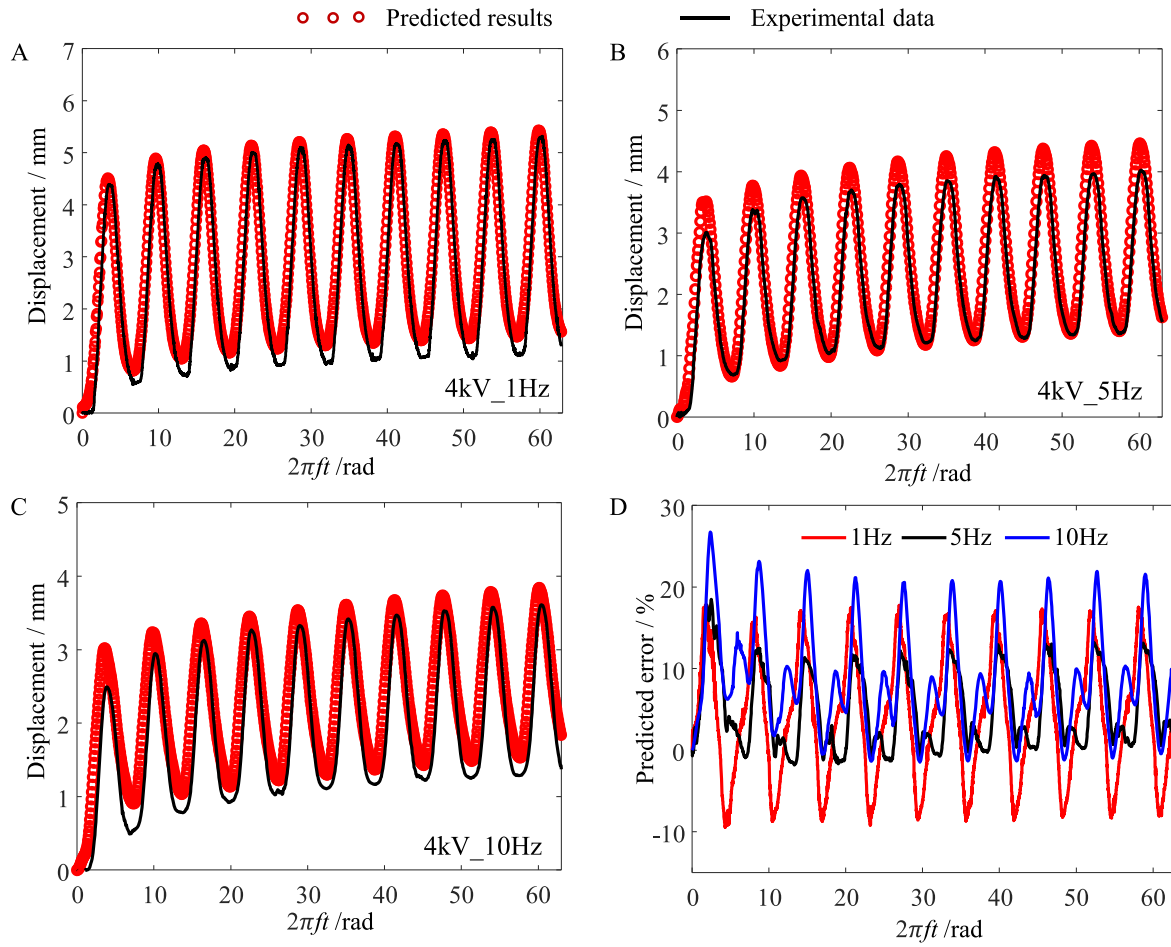 Predicted results
Experimental data
A
7
6
5
4
3
2
1
0
Displacement / mm
4kV_1Hz
0 10 20 30 40 50 60
2πft /rad
B
6
5
4
3
2
1
0
Displacement / mm
4kV_5Hz
0 10 20 30 40 50 60
2πft /rad
C
5
4
3
2
1
0
Displacement / mm
4kV_10Hz
0 10 20 30 40 50 60
2πft /rad
D
30
20
10
0
-10
Predicted error / %
1Hz 5Hz 10Hz
0 10 20 30 40 50 60
2πft /rad